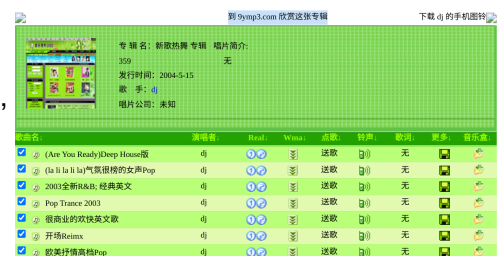 到 9ymp3.com 欣赏这张专辑
下载 dj 的手机图铃
专 辑 名：新歌热舞 专辑 唱片简介:
359 无
发行时间：2004-5-15
歌 手：dj
唱片公司：未知
，
歌曲名↓ 演唱者↓ Real↓ Wma↓ 点歌↓ 铃声↓ 歌词↓ 更多↓ 音乐盒↓
(Are You Ready)Deep House版 dj 送歌 无
(la li la li la)气氛很榜的女声Pop dj 送歌 无
2003全新R&B; 经典英文 dj 送歌 无
Pop Trance 2003 dj 送歌 无
很商业的欢快英文歌 dj 送歌 无
开场Reimx dj 送歌 无
欧美抒情高档Pop dj 送歌 无